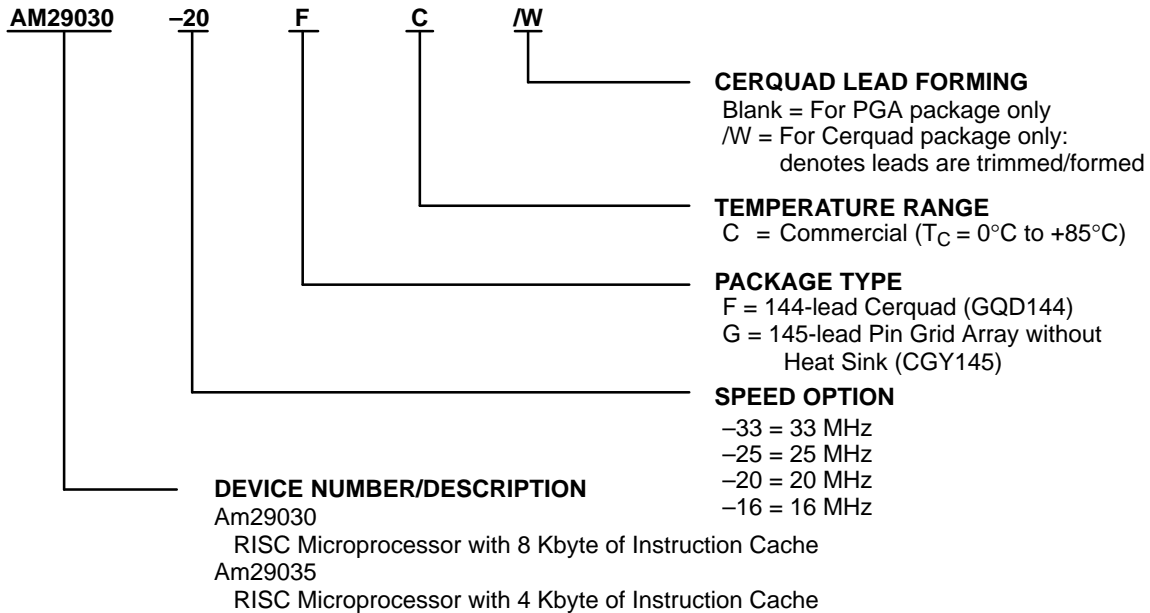 AM29030 –20 F C /W
CERQUAD LEAD FORMING
Blank = For PGA package only
/W = For Cerquad package only:
denotes leads are trimmed/formed
TEMPERATURE RANGE
C = Commercial (TC = 0°C to +85°C)
PACKAGE TYPE
F = 144-lead Cerquad (GQD144)
G = 145-lead Pin Grid Array without
Heat Sink (CGY145)
SPEED OPTION
–33 = 33 MHz
–25 = 25 MHz
–20 = 20 MHz
–16 = 16 MHz
DEVICE NUMBER/DESCRIPTION
Am29030
RISC Microprocessor with 8 Kbyte of Instruction Cache
Am29035
RISC Microprocessor with 4 Kbyte of Instruction Cache